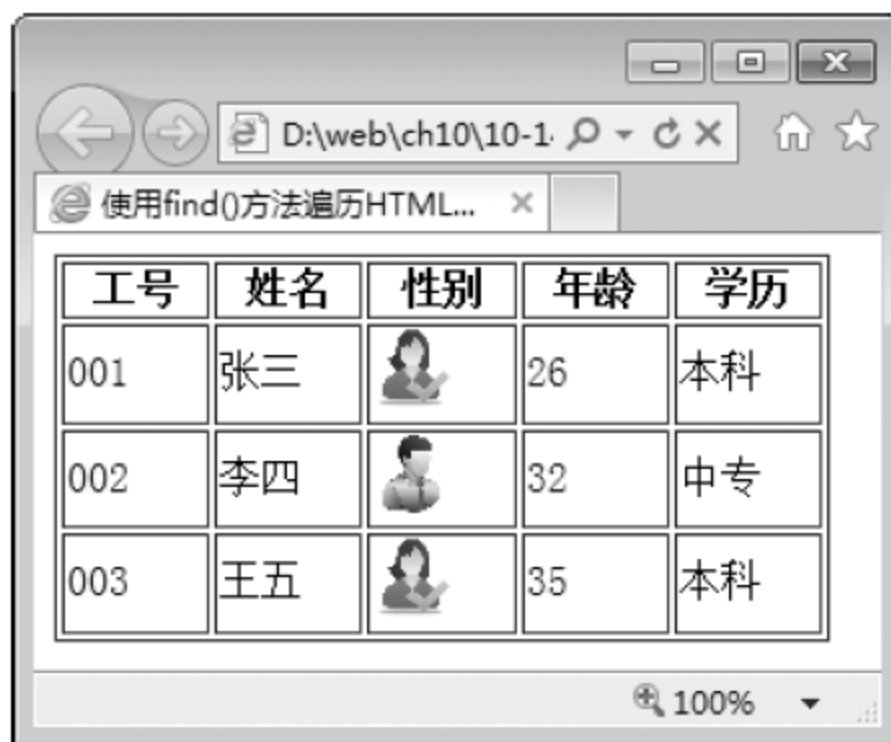 D:\web\ch10\10-1
使用find()方法遍历HTML...
工号 姓名 性别 年龄 学历
001 张三 26 本科
002 李四 32 中专
003 王五 35 本科
100%